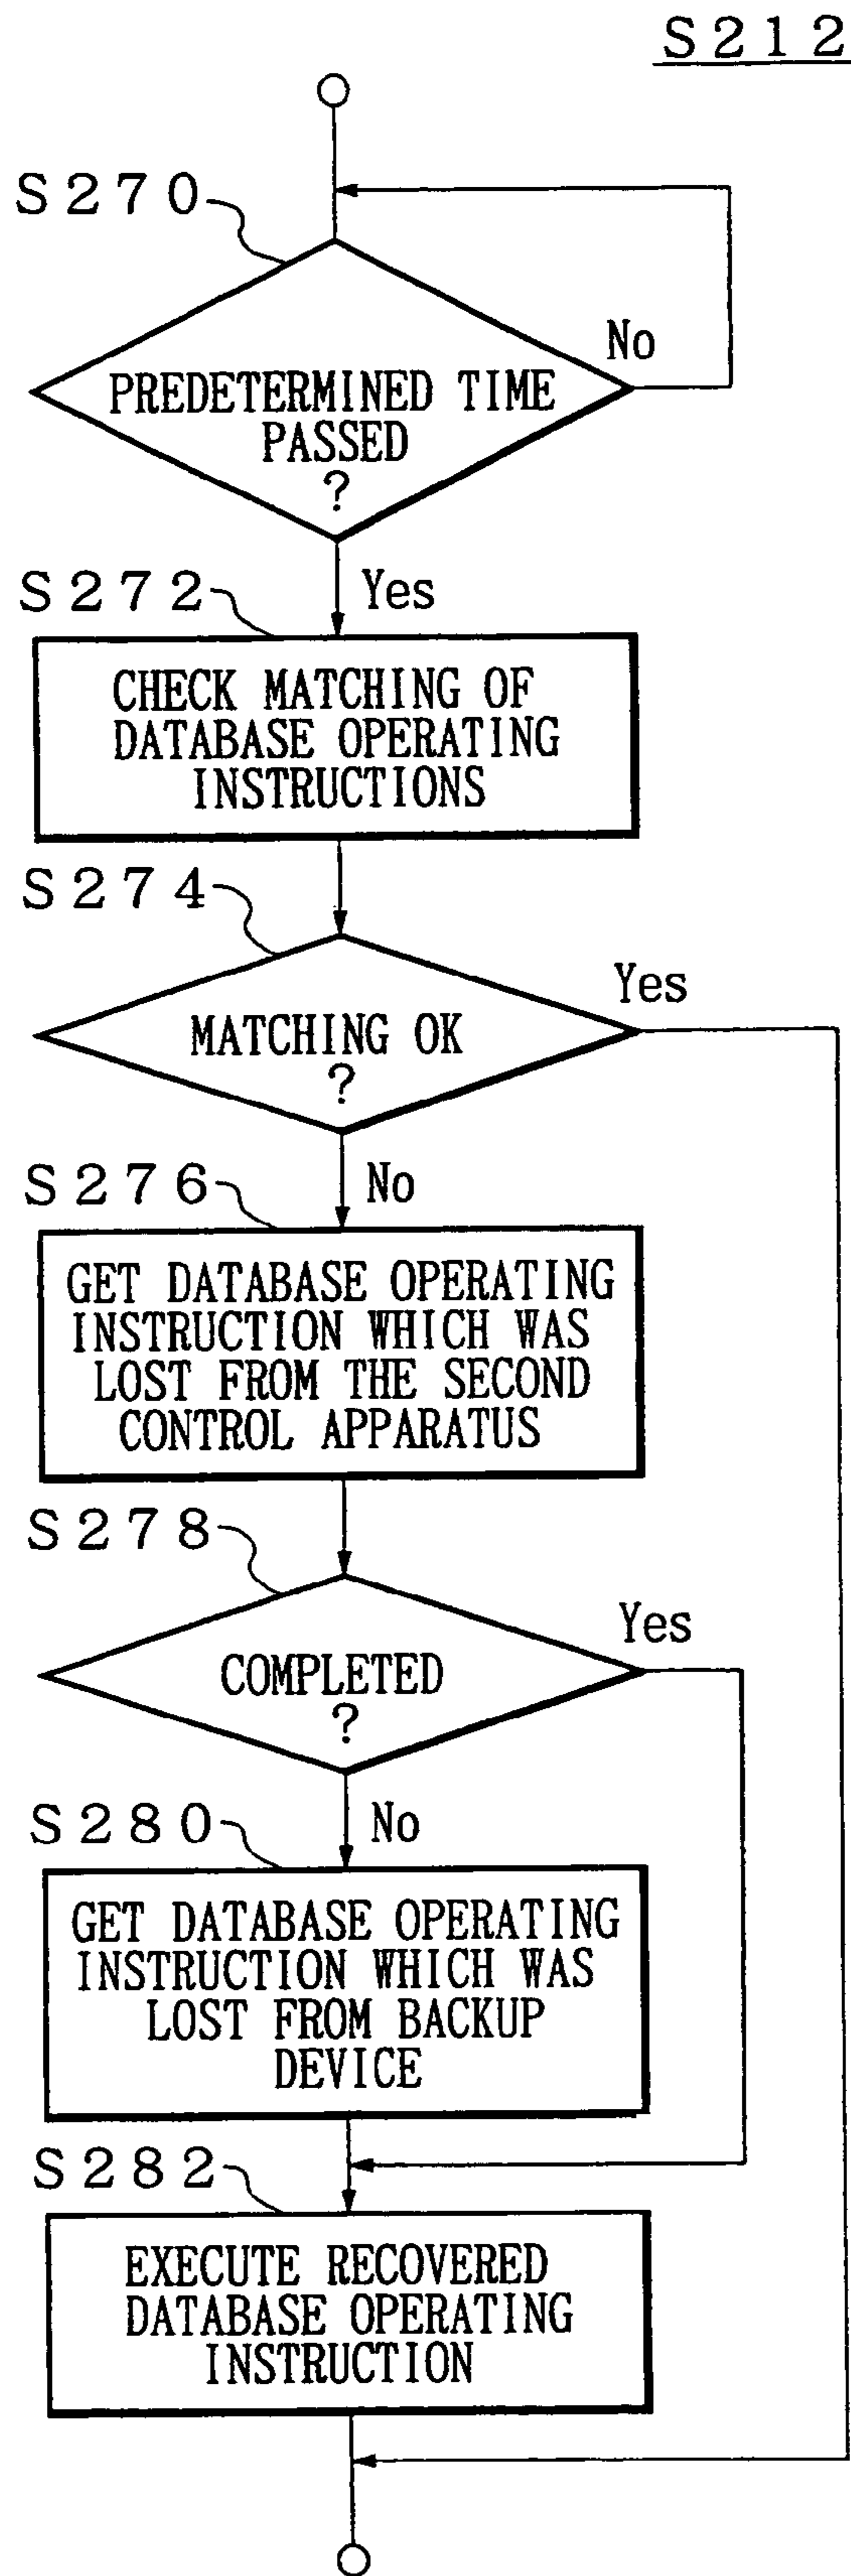 S212
S270
No
PREDETERMINED TIME
PASSED
?
S272
Yes
CHECK MATCHING OF
DATABASE OPERATING
INSTRUCTIONS
S274
Yes
MATCHING OK
?
S276
No
GET DATABASE OPERATING
INSTRUCTION WHICH WAS
LOST FROM THE SECOND
CONTROL APPARATUS
S278
Yes
COMPLETED
?
S280
No
GET DATABASE OPERATING
INSTRUCTION WHICH WAS
LOST FROM BACKUP
DEVICE
S282
EXECUTE RECOVERED
DATABASE OPERATING
INSTRUCTION